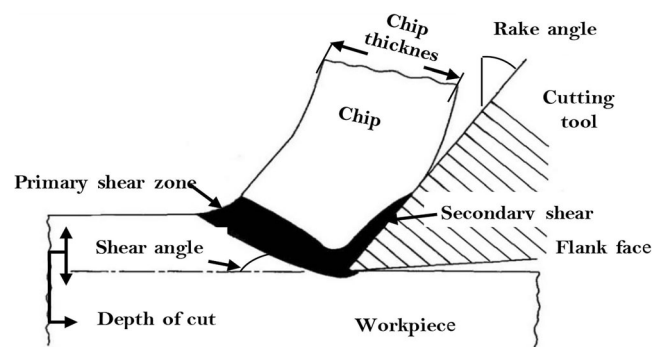 Chip
thicknes
Rake angle
Cutting
tool
Chip
Primary shear zone
Secondary shear
Shear angle
Flank face
Depth of cut
Workpiece